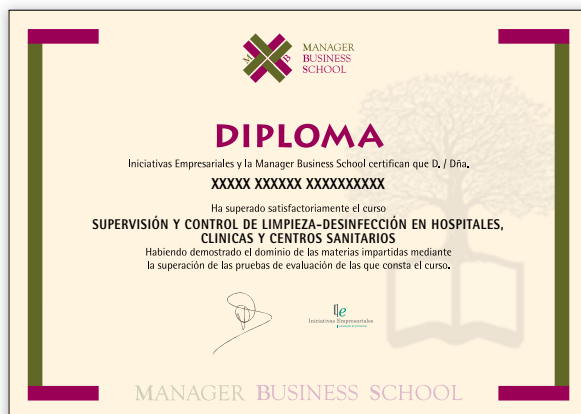 M B
MANAGER
BUSINESS
SCHOOL
DIPLOMA
Iniciativas Empresariales y la Manager Business School certifican que D. / Dña.
XXXXX XXXXXX XXXXXXXXXX
Ha superado satisfactoriamente el curso
SUPERVISIÓN Y CONTROL DE LIMPIEZA-DESINFECCIÓN EN HOSPITALES,
CLINICAS Y CENTROS SANITARIOS
Habiendo demostrado el dominio de las materias impartidas mediante
la superación de las pruebas de evaluación de las que consta el curso.
Iniciativas Empresariales
MANAGER BUSINESS SCHOOL